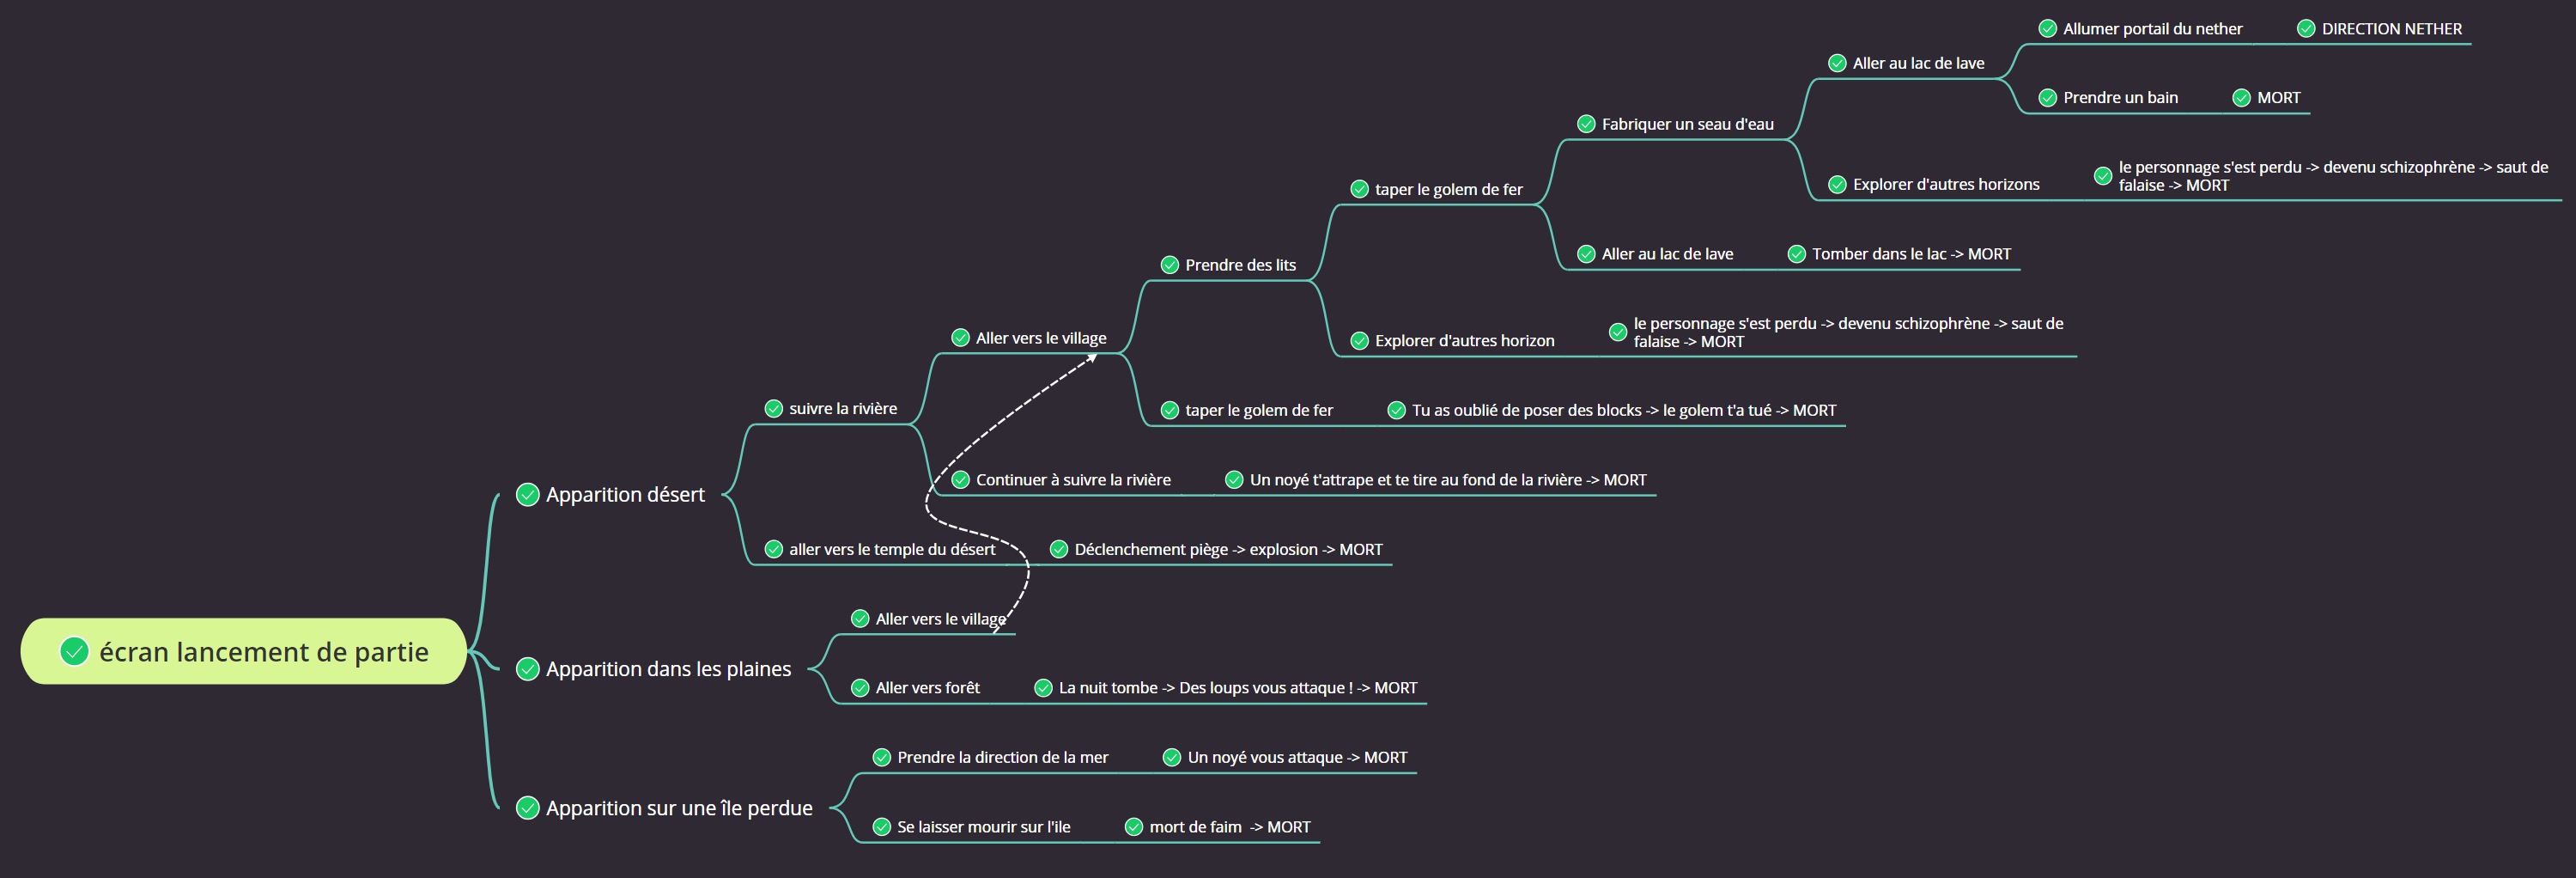 écran lancement de partie
Apparition désert
suivre la rivière
Aller vers le village
Prendre des lits
taper le golem de fer
Fabriquer un seau d'eau
Aller au lac de lave
Allumer portail du nether
DIRECTION NETHER
Prendre un bain
MORT
Explorer d'autres horizons
le personnage s'est perdu -> devenu schizophrène -> saut de
falaise -> MORT
Aller au lac de lave
Tomber dans le lac -> MORT
Explorer d'autres horizon
le personnage s'est perdu -> devenu schizophrène -> saut de
falaise -> MORT
taper le golem de fer
Tu as oublié de poser des blocks -> le golem t'a tué -> MORT
Continuer à suivre la rivière
Un noyé t'attrape et te tire au fond de la rivière -> MORT
aller vers le temple du désert
Déclenchement piège -> explosion -> MORT
Apparition dans les plaines
Aller vers le village
Aller vers forêt
La nuit tombe -> Des loups vous attaque ! -> MORT
Apparition sur une île perdue
Prendre la direction de la mer
Un noyé vous attaque -> MORT
Se laisser mourir sur l'ile
mort de faim -> MORT